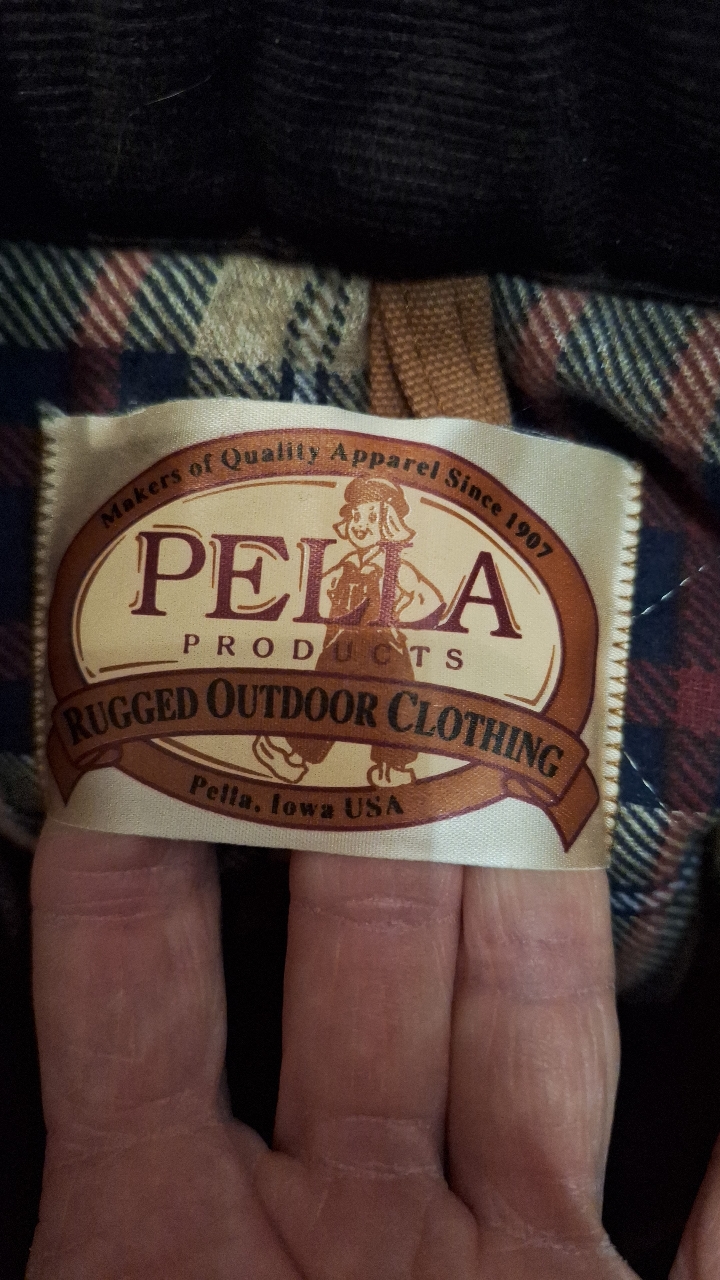 Makers of Quality Apparel Since 1907
PELLA
PRODUCTS
RUGGED OUTDOOR CLOTHING
Pella, Iowa USA